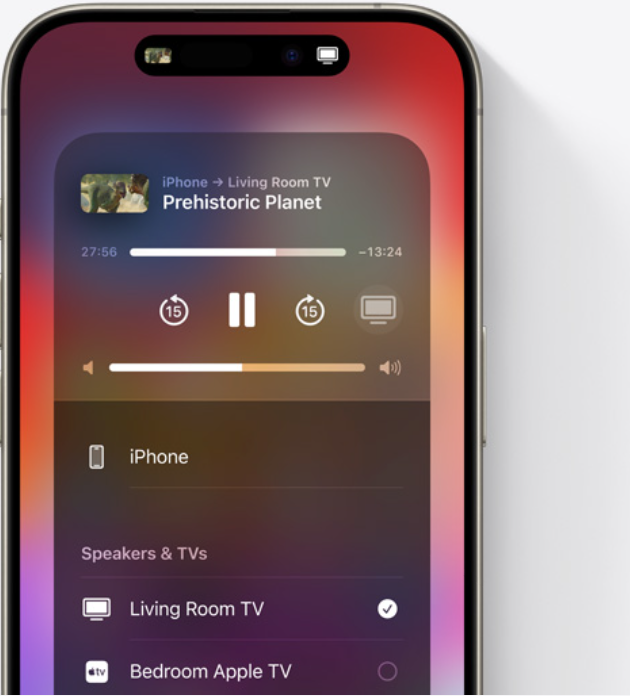 iPhone → Living Room TV
Prehistoric Planet
27:56
−13:24
15
15
iPhone
Speakers & TVs
Living Room TV
tv
Bedroom Apple TV